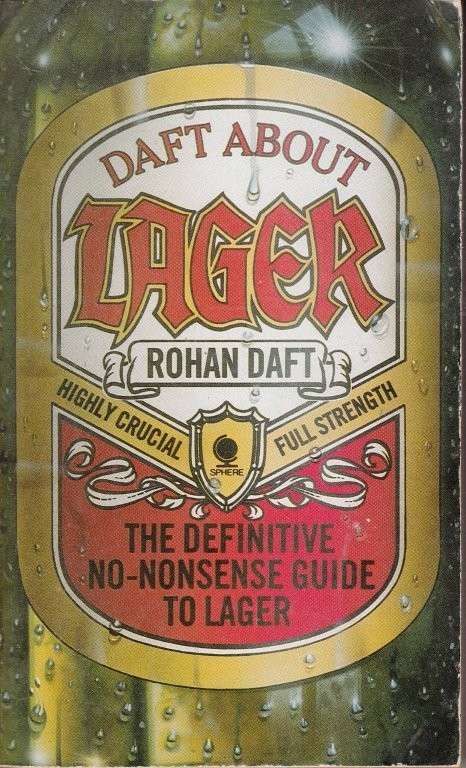 DAFT ABOUT
LAGER
ROHAN DAFT
HIGHLY CRUCIAL
FULL STRENGTH
SPHERE
THE DEFINITIVE
NO-NONSENSE GUIDE
TO LAGER